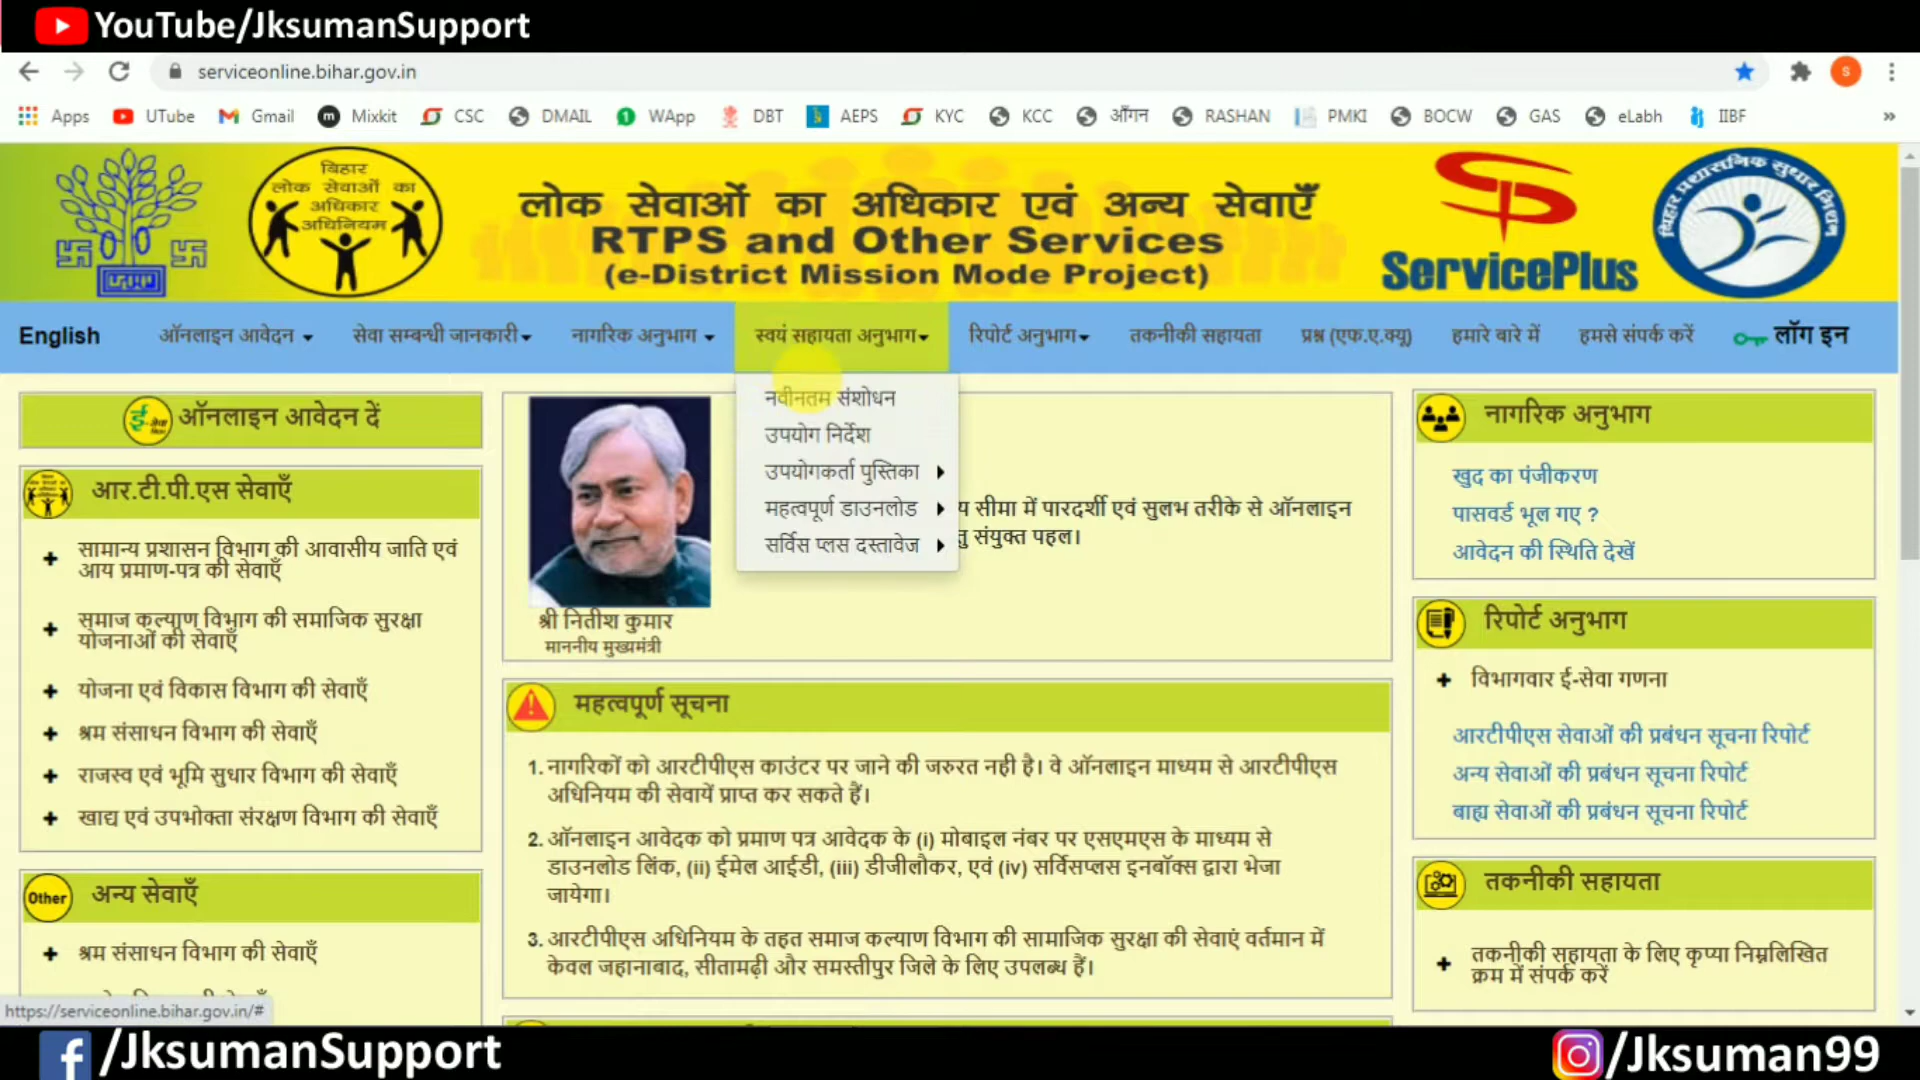 YouTube/JksumanSupport
serviceonline.bihar.gov.in
S
Apps UTube Gmail Mixkit CSC DMAIL WApp DBT AEPS KYC KCC आँगन RASHAN PMKI BOCW GAS eLabh IIBF
बिहार
लोक सेवाओं का
अधिकार
अधिनियम
लोक सेवाओं का अधिकार एवं अन्य सेवाएँ
RTPS and Other Services
(e-District Mission Mode Project)
ServicePlus
बिहार प्रशासनिक सुधार मिशन
English ऑनलाइन आवेदन सेवा सम्बन्धी जानकारी नागरिक अनुभाग स्वयं सहायता अनुभाग रिपोर्ट अनुभाग तकनीकी सहायता प्रश्न (एफ.ए.क्यू) हमारे बारे में हमसे संपर्क करें लॉग इन
नवीनतम संशोधन
उपयोग निर्देश
उपयोगकर्ता पुस्तिका
महत्वपूर्ण डाउनलोड
सर्विस प्लस दस्तावेज
ऑनलाइन आवेदन दें
आर.टी.पी.एस सेवाएँ
सामान्य प्रशासन विभाग की आवासीय जाति एवं
आय प्रमाण-पत्र की सेवाएँ
समाज कल्याण विभाग की समाजिक सुरक्षा
योजनाओं की सेवाएँ
योजना एवं विकास विभाग की सेवाएँ
श्रम संसाधन विभाग की सेवाएँ
राजस्व एवं भूमि सुधार विभाग की सेवाएँ
खाद्य एवं उपभोक्ता संरक्षण विभाग की सेवाएँ
Other अन्य सेवाएँ
श्रम संसाधन विभाग की सेवाएँ
य सीमा में पारदर्शी एवं सुलभ तरीके से ऑनलाइन
तु संयुक्त पहल।
श्री नितीश कुमार
माननीय मुख्यमंत्री
महत्वपूर्ण सूचना
1. नागरिकों को आरटीपीएस काउंटर पर जाने की जरुरत नही है। वे ऑनलाइन माध्यम से आरटीपीएस
अधिनियम की सेवायें प्राप्त कर सकते हैं।
2. ऑनलाइन आवेदक को प्रमाण पत्र आवेदक के (i) मोबाइल नंबर पर एसएमएस के माध्यम से
डाउनलोड लिंक, (ii) ईमेल आईडी, (iii) डीजीलौकर, एवं (iv) सर्विसप्लस इनबॉक्स द्वारा भेजा
जायेगा।
3. आरटीपीएस अधिनियम के तहत समाज कल्याण विभाग की सामाजिक सुरक्षा की सेवाएं वर्तमान में
केवल जहानाबाद, सीतामढ़ी और समस्तीपुर जिले के लिए उपलब्ध हैं।
नागरिक अनुभाग
खुद का पंजीकरण
पासवर्ड भूल गए ?
आवेदन की स्थिति देखें
रिपोर्ट अनुभाग
विभागवार ई-सेवा गणना
आरटीपीएस सेवाओं की प्रबंधन सूचना रिपोर्ट
अन्य सेवाओं की प्रबंधन सूचना रिपोर्ट
बाह्य सेवाओं की प्रबंधन सूचना रिपोर्ट
तकनीकी सहायता
तकनीकी सहायता के लिए कृप्या निम्नलिखित
क्रम में संपर्क करें
https://serviceonline.bihar.gov.in/#
/JksumanSupport
/Jksuman99